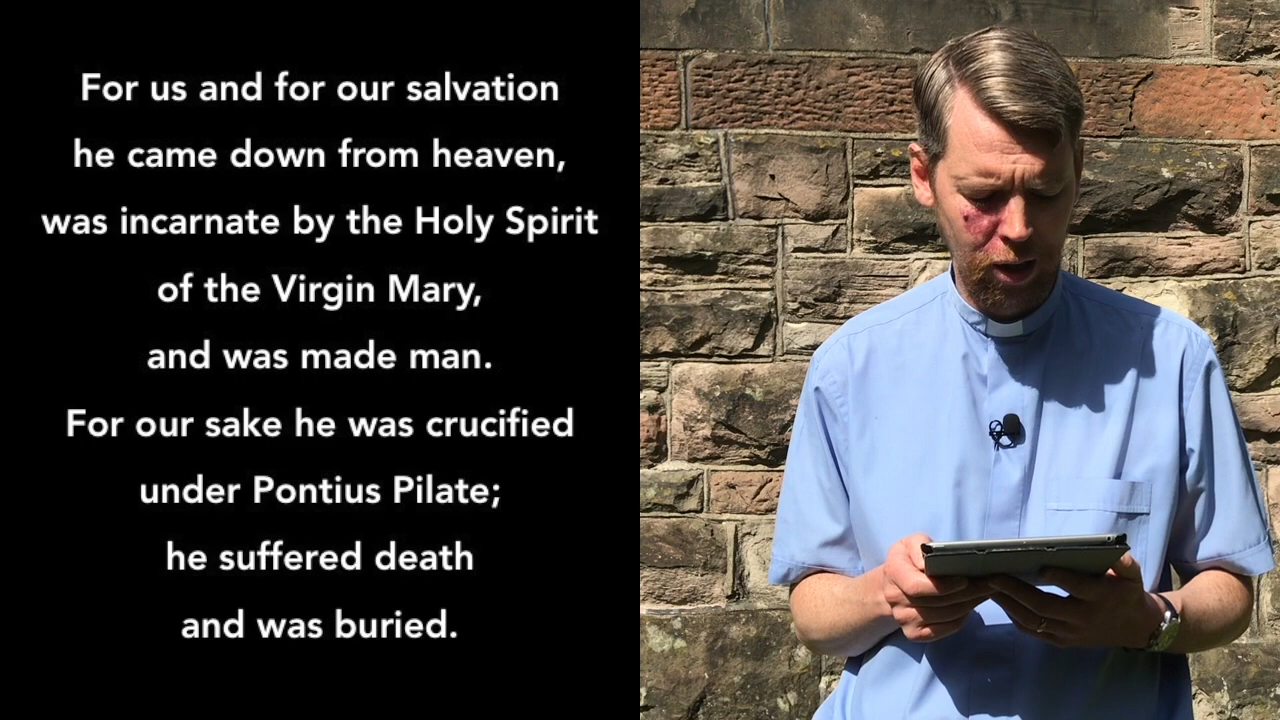 For us and for our salvation
he came down from heaven,
was incarnate by the Holy Spirit
of the Virgin Mary,
and was made man.
For our sake he was crucified
under Pontius Pilate;
he suffered death
and was buried.